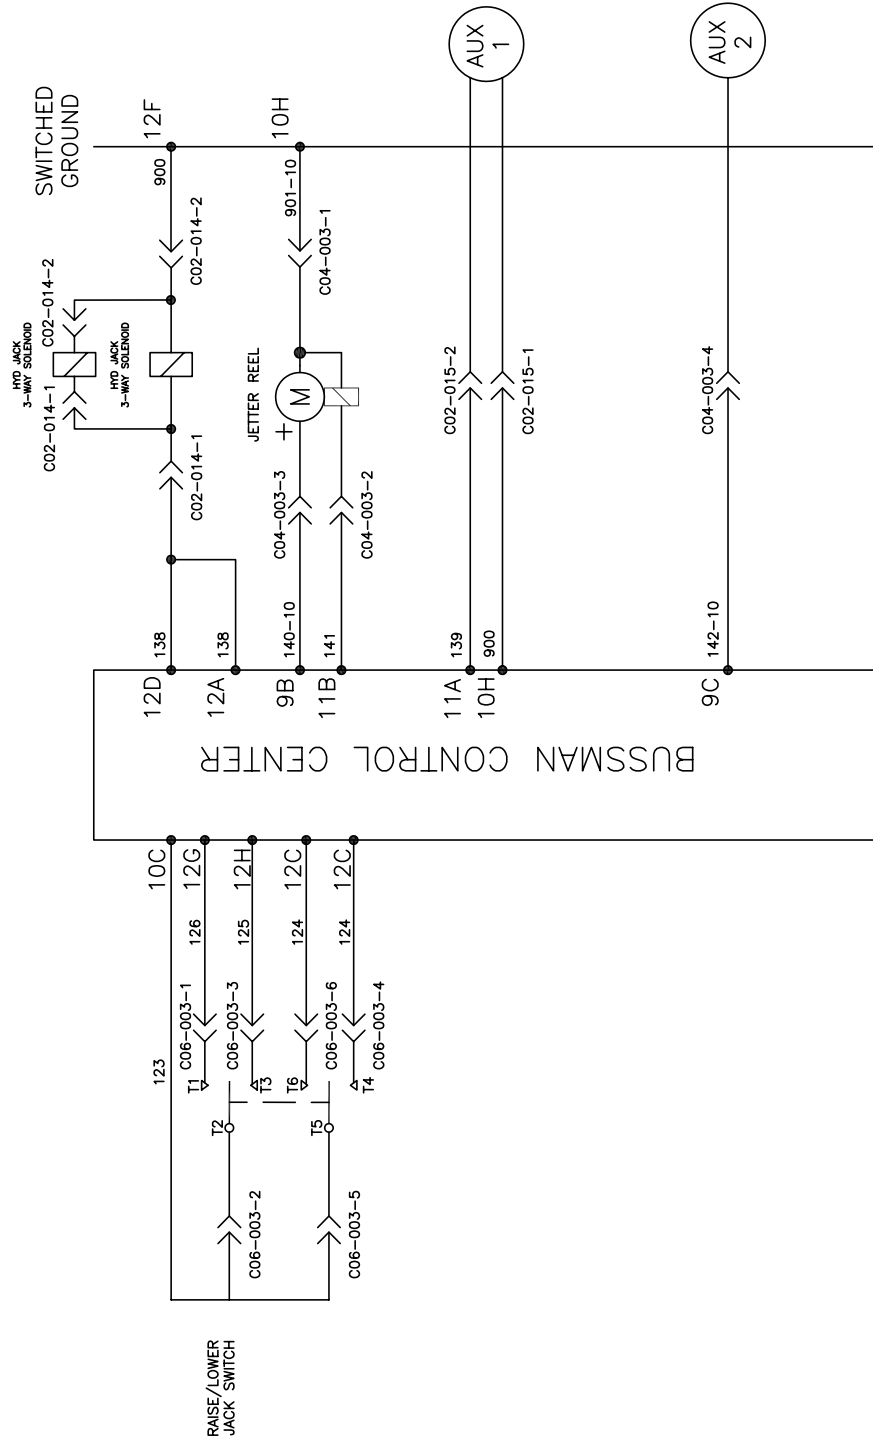 SWITCHED
GROUND
12F
10H
900
901-10
C02-014-2
C04-003-1
C02-014-2
HYD JACK
3-WAY SOLENOID
C02-014-1
HYD JACK
3-WAY SOLENOID
C02-014-1
JETTER REEL
M
+
C04-003-3
C04-003-2
AUX
1
C02-015-2
C02-015-1
AUX
2
C04-003-4
138
138
140-10
141
139
900
142-10
12D
12A
9B
11B
11A
10H
9C
BUSSMAN CONTROL CENTER
10C
12G
12H
12C
12C
123
126
125
124
124
C06-003-1
C06-003-3
C06-003-6
C06-003-4
T1
T3
T6
T4
T2
T5
C06-003-2
C06-003-5
RAISE/LOWER
JACK SWITCH